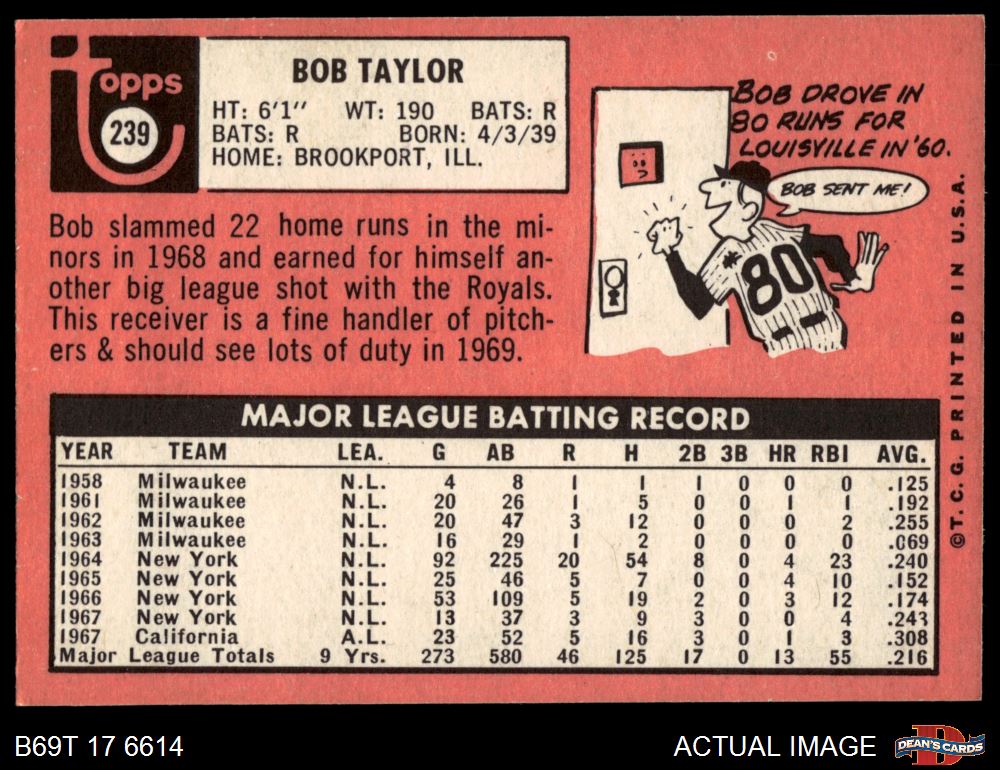 topps
239
BOB TAYLOR
HT: 6'1" WT: 190 BATS: R
BATS: R BORN: 4/3/39
HOME: BROOKPORT, ILL.
BOB DROVE IN
80 RUNS FOR
LOUISVILLE IN '60.
BOB SENT ME!
# 80
Bob slammed 22 home runs in the mi-
nors in 1968 and earned for himself an-
other big league shot with the Royals.
This receiver is a fine handler of pitch-
ers & should see lots of duty in 1969.
MAJOR LEAGUE BATTING RECORD
YEAR TEAM LEA. G AB R H 2B 3B HR RBI AVG.
1958 Milwaukee N.L. 4 8 1 1 1 0 0 0 .125
1961 Milwaukee N.L. 20 26 1 5 0 0 1 1 .192
1962 Milwaukee N.L. 20 47 3 12 0 0 0 2 .255
1963 Milwaukee N.L. 16 29 1 2 0 0 0 0 .069
1964 New York N.L. 92 225 20 54 8 0 4 23 .240
1965 New York N.L. 25 46 5 7 0 0 4 10 .152
1966 New York N.L. 53 109 5 19 2 0 3 12 .174
1967 New York N.L. 13 37 3 9 3 0 0 4 .243
1967 California A.L. 23 52 5 16 3 0 1 3 .308
Major League Totals 9 Yrs. 273 580 46 125 17 0 13 55 .216
©T. C. G. PRINTED IN U.S.A.
B69T 17 6614
ACTUAL IMAGE
DEAN'S CARDS